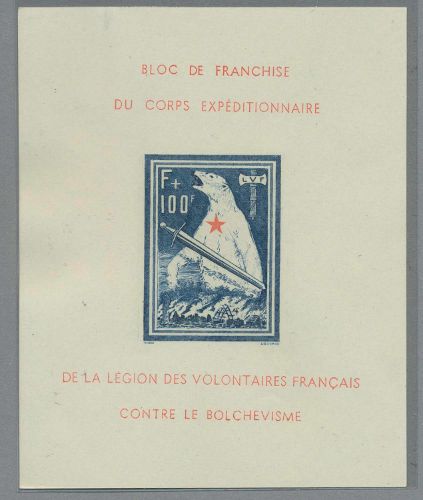 BLOC DE FRANCHISE
DU CORPS EXPÉDITIONNAIRE
F+
100F
LVF
DE LA LÉGION DES VOLONTAIRES FRANÇAIS
CONTRE LE BOLCHEVISME